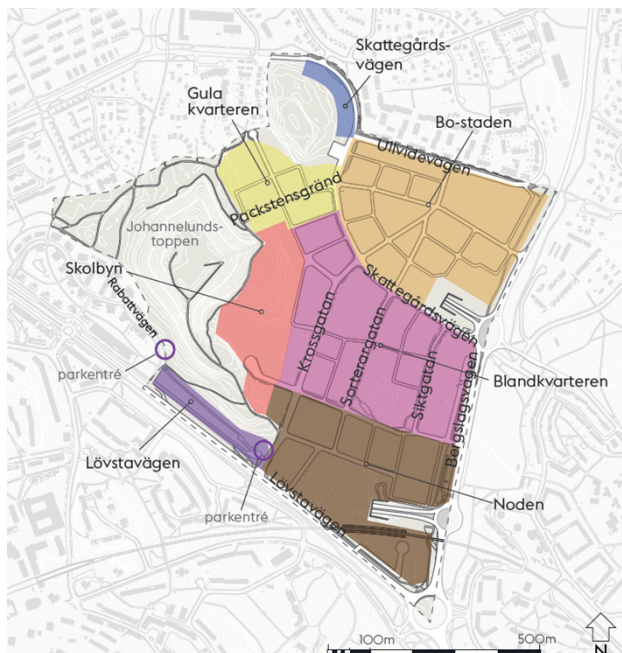 Skattegårds-
vägen
Gula
kvarteren
Bo-staden
Ullvidevägen
Packstensgränd
Johannelunds-
toppen
Skolbyn
Rabattvägen
Skattegårdsvägen
Krossgatan
Sorterargatan
Siktgatan
Bergslagsvägen
parkentré
Blandkvarteren
Lövstavägen
Noden
Lövstavägen
parkentré
100m
500m
N